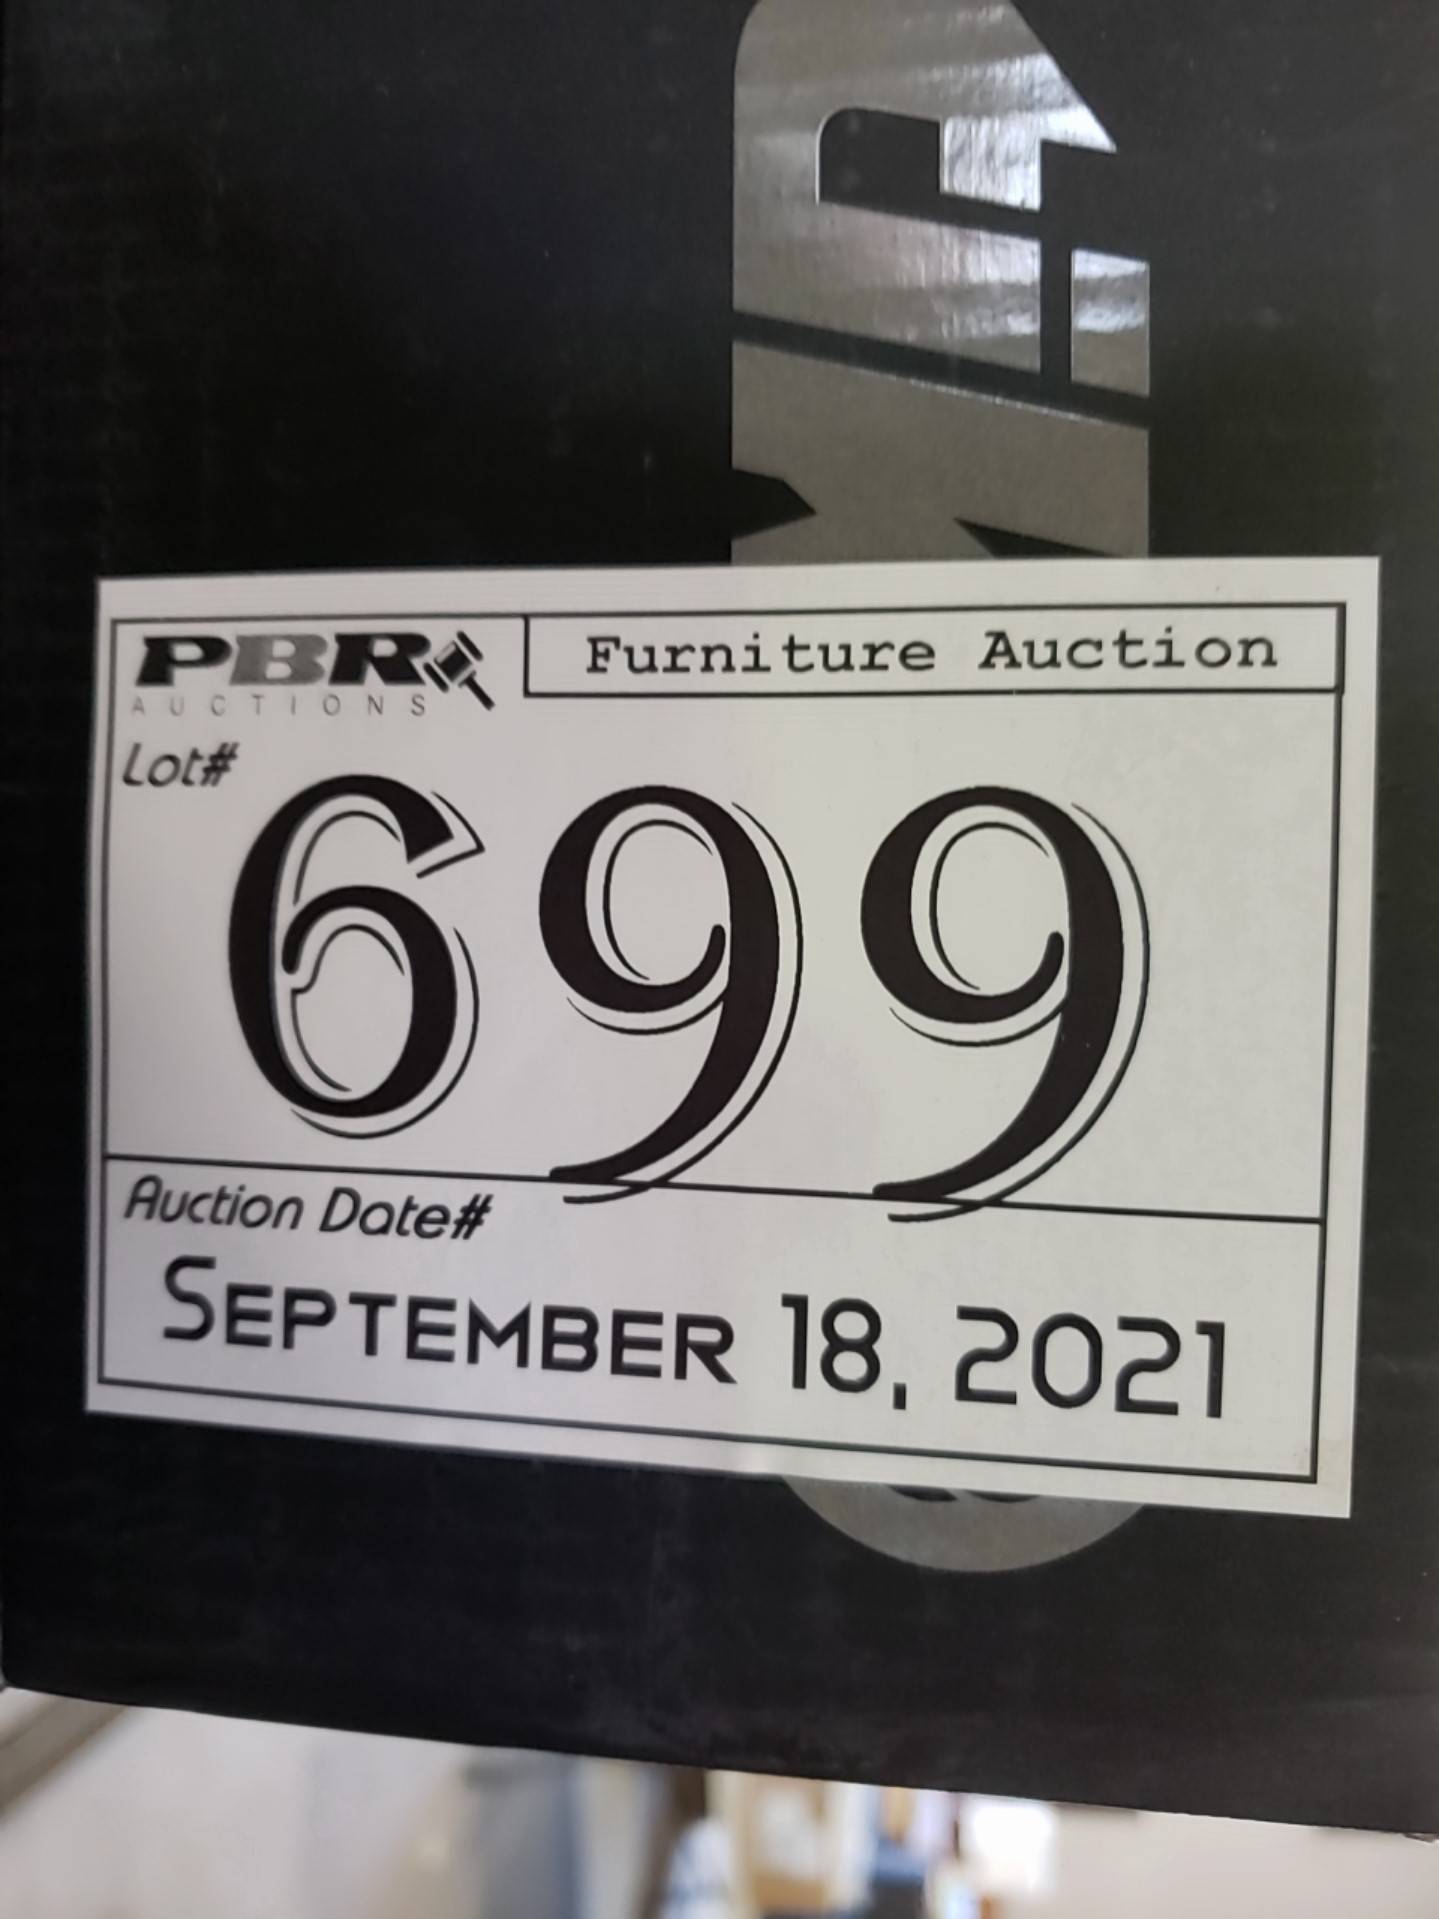 PBR
AUCTIONS
Furniture Auction
Lot#
699
Auction Date#
SEPTEMBER 18, 2021